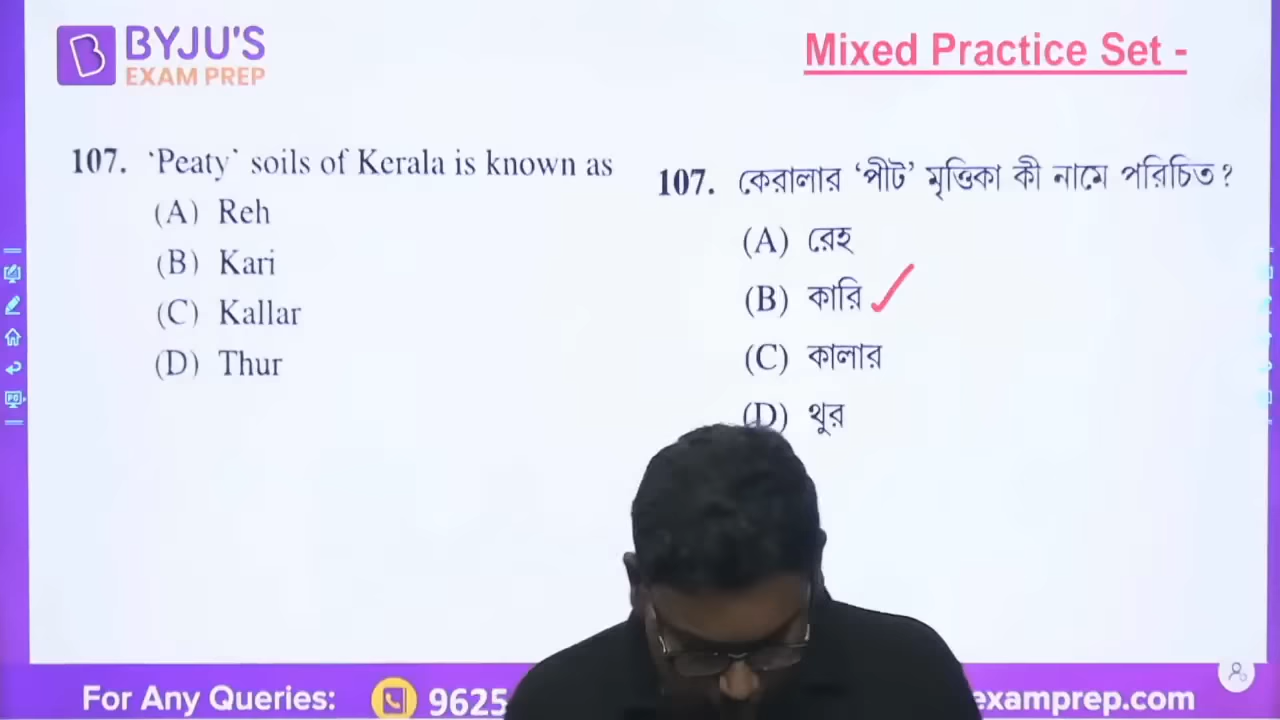 BYJU'S
EXAM PREP
Mixed Practice Set -
107. ‘Peaty’ soils of Kerala is known as
(A) Reh
(B) Kari
(C) Kallar
(D) Thur
107. কেরালার ‘পীট’ মৃত্তিকা কী নামে পরিচিত ?
(A) রেহ
(B) কারি
(C) কালার
(D) থুর
For Any Queries: 9625
examprep.com